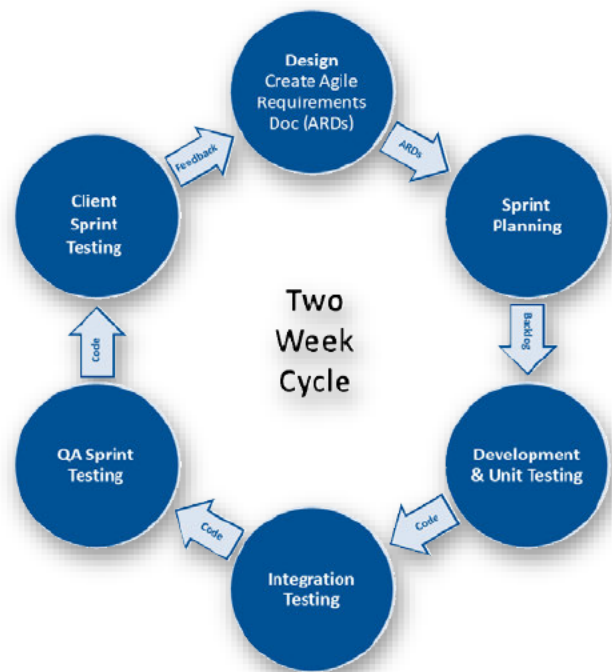 Design
Create Agile
Requirements
Doc (ARDs)
ARDs
Sprint
Planning
Backlog
Development
& Unit Testing
Code
Integration
Testing
Code
QA Sprint
Testing
Code
Client
Sprint
Testing
Feedback
Two
Week
Cycle